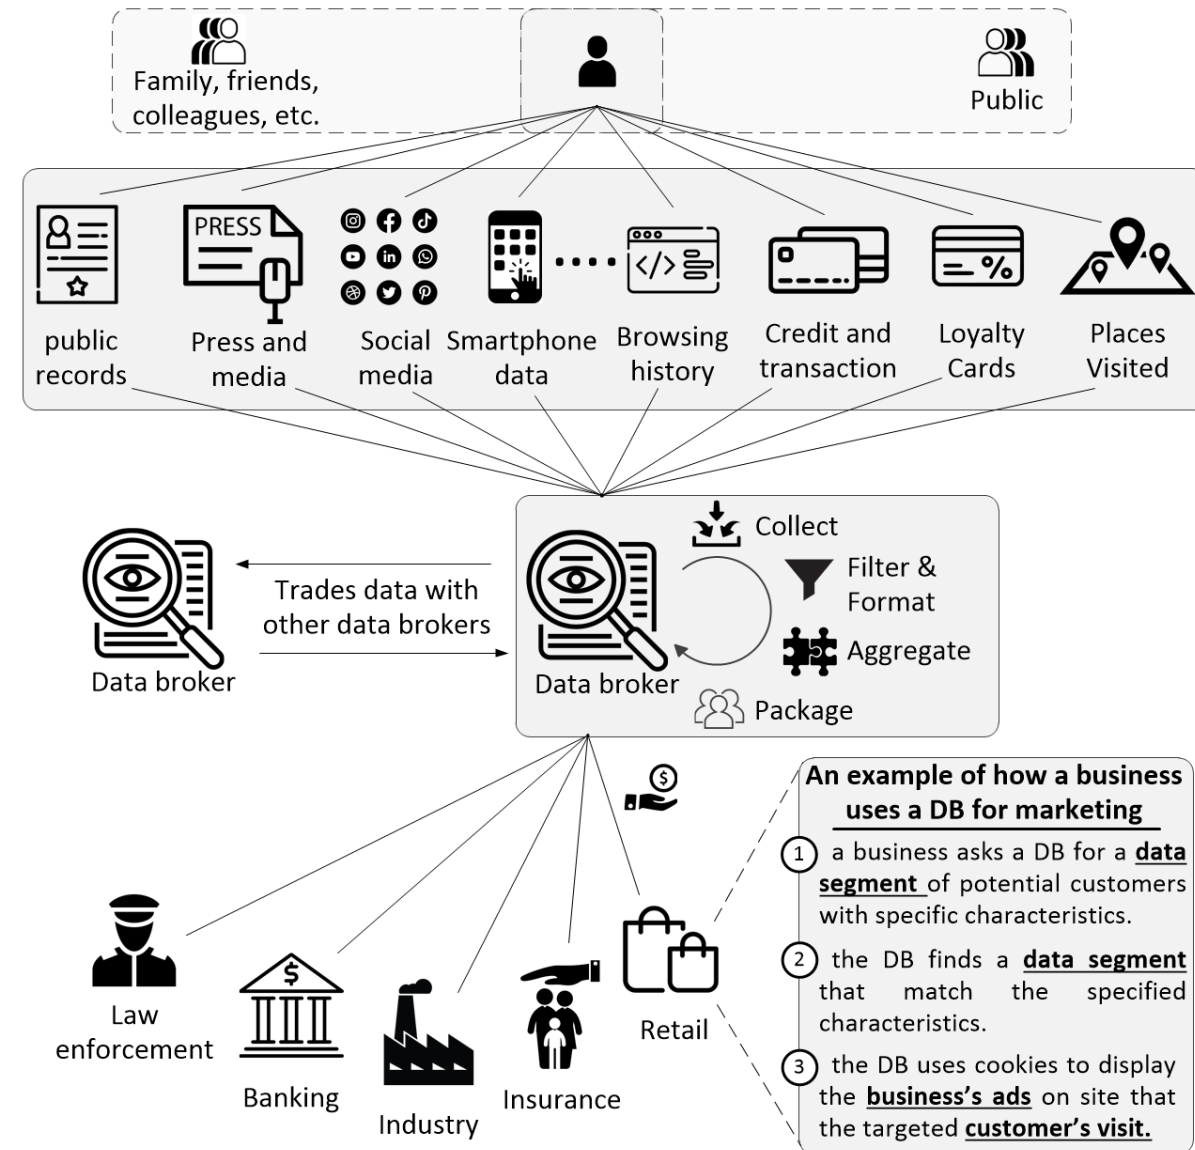 Family, friends,
colleagues, etc.
Public
PRESS
public
records
Press and
media
Social
media
Smartphone
data
Browsing
history
Credit and
transaction
Loyalty
Cards
Places
Visited
Collect
Filter &
Format
Aggregate
Package
Data broker
Trades data with
other data brokers
Data broker
Law
enforcement
Banking
Industry
Insurance
Retail
An example of how a business
uses a DB for marketing
1 a business asks a DB for a data
segment of potential customers
with specific characteristics.
2 the DB finds a data segment
that match the specified
characteristics.
3 the DB uses cookies to display
the business’s ads on site that
the targeted customer’s visit.